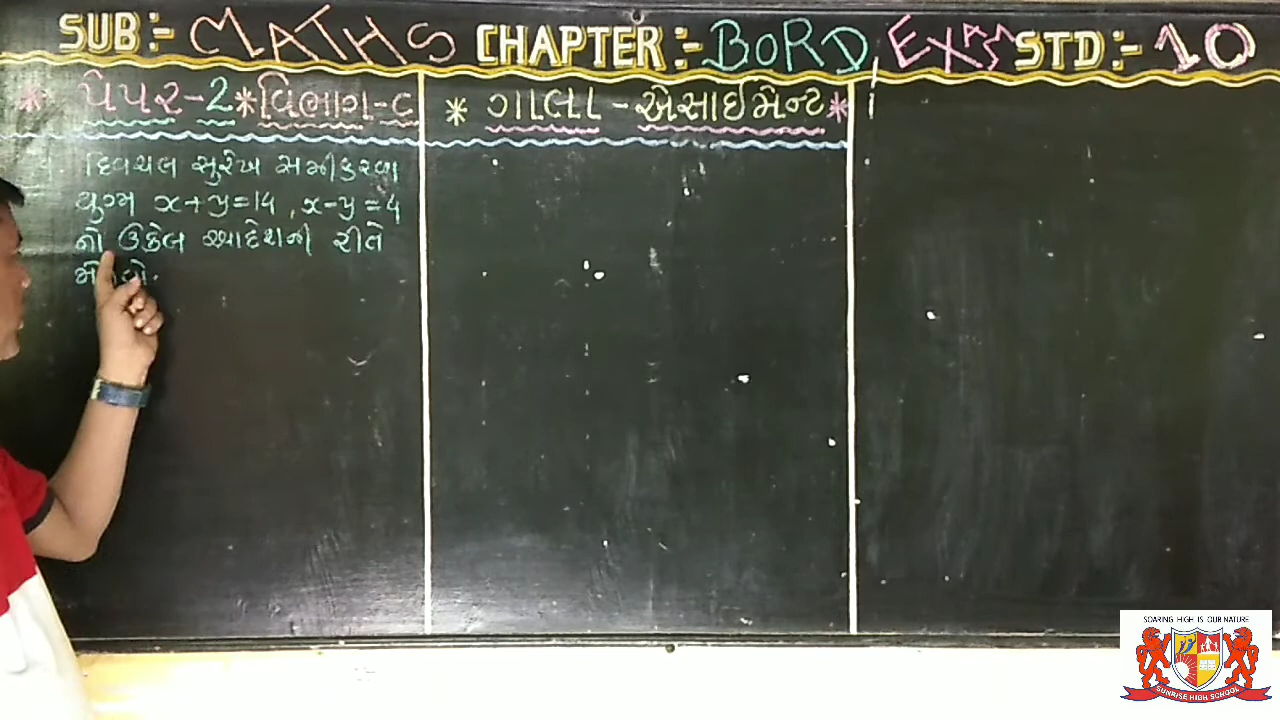 SUB:- MATHS CHAPTER:- BORD EXAM STD:- 10
* પેપર-2 * વિભાગ-C
* ગાલા - એસાઈમેન્ટ *
દ્વિચલ સુરેખ સમીકરણ
યુગ્મ x+y=14 , x-y=4
નો ઉકેલ આદેશની રીતે
SOARING HIGH IS OUR NATURE
SUNRISE HIGH SCHOOL